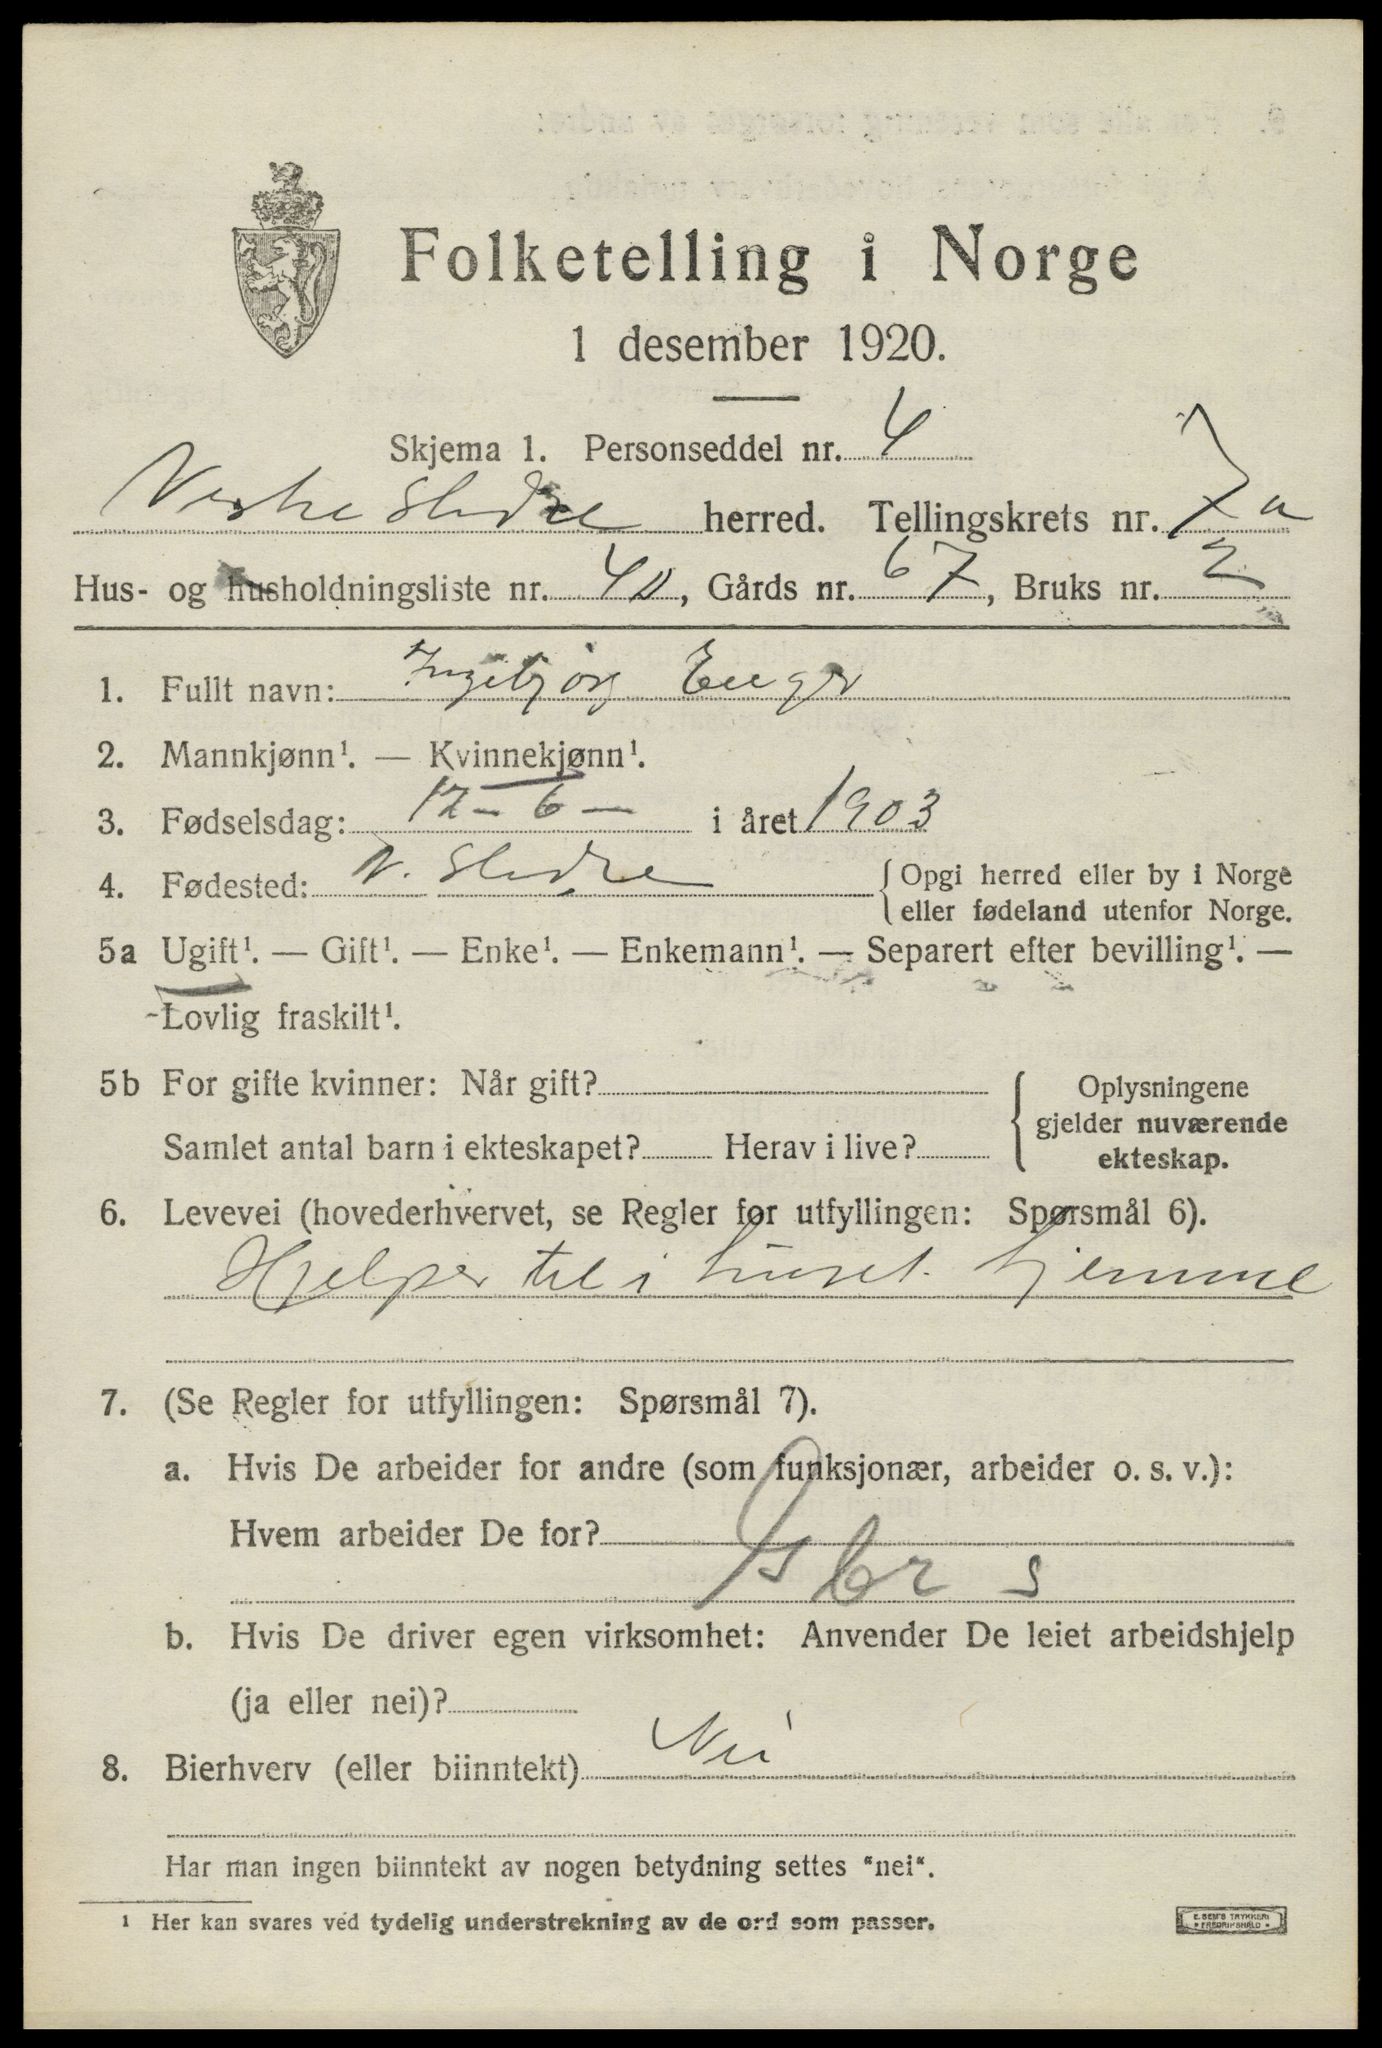 Folketelling i Norge
1 desember 1920.
Skjema 1. Personseddel nr. 4
Vestre Slidre herred. Tellingskrets nr. 7a
Hus- og husholdningsliste nr. 40, Gårds nr. 67, Bruks nr. 2
1. Fullt navn: Ingebjørg
2. Mannkjønn¹. — Kvinnekjønn¹.
3. Fødselsdag: 12 - 6 - i året 1903
4. Fødested: V. Slidre { Opgi herred eller by i Norge
eller fødeland utenfor Norge.
5a Ugift¹. — Gift¹. — Enke¹. — Enkemann¹. — Separert efter bevilling¹. —
Lovlig fraskilt¹.
5b For gifte kvinner: Når gift?
Samlet antal barn i ekteskapet? Herav i live?
{ Oplysningene
gjelder nuværende
ekteskap.
6. Levevei (hovederhvervet, se Regler for utfyllingen: Spørsmål 6).
Hjelper til i huset hjemme
7. (Se Regler for utfyllingen: Spørsmål 7).
a. Hvis De arbeider for andre (som funksjonær, arbeider o. s. v.):
Hvem arbeider De for?
b. Hvis De driver egen virksomhet: Anvender De leiet arbeidshjelp
(ja eller nei)?
8. Bierhverv (eller biinntekt) Nei
Har man ingen biinntekt av nogen betydning settes "nei".
1 Her kan svares ved tydelig understrekning av de ord som passer.
E. SEM'S TRYKKERI
* FREDRIKSHALD *